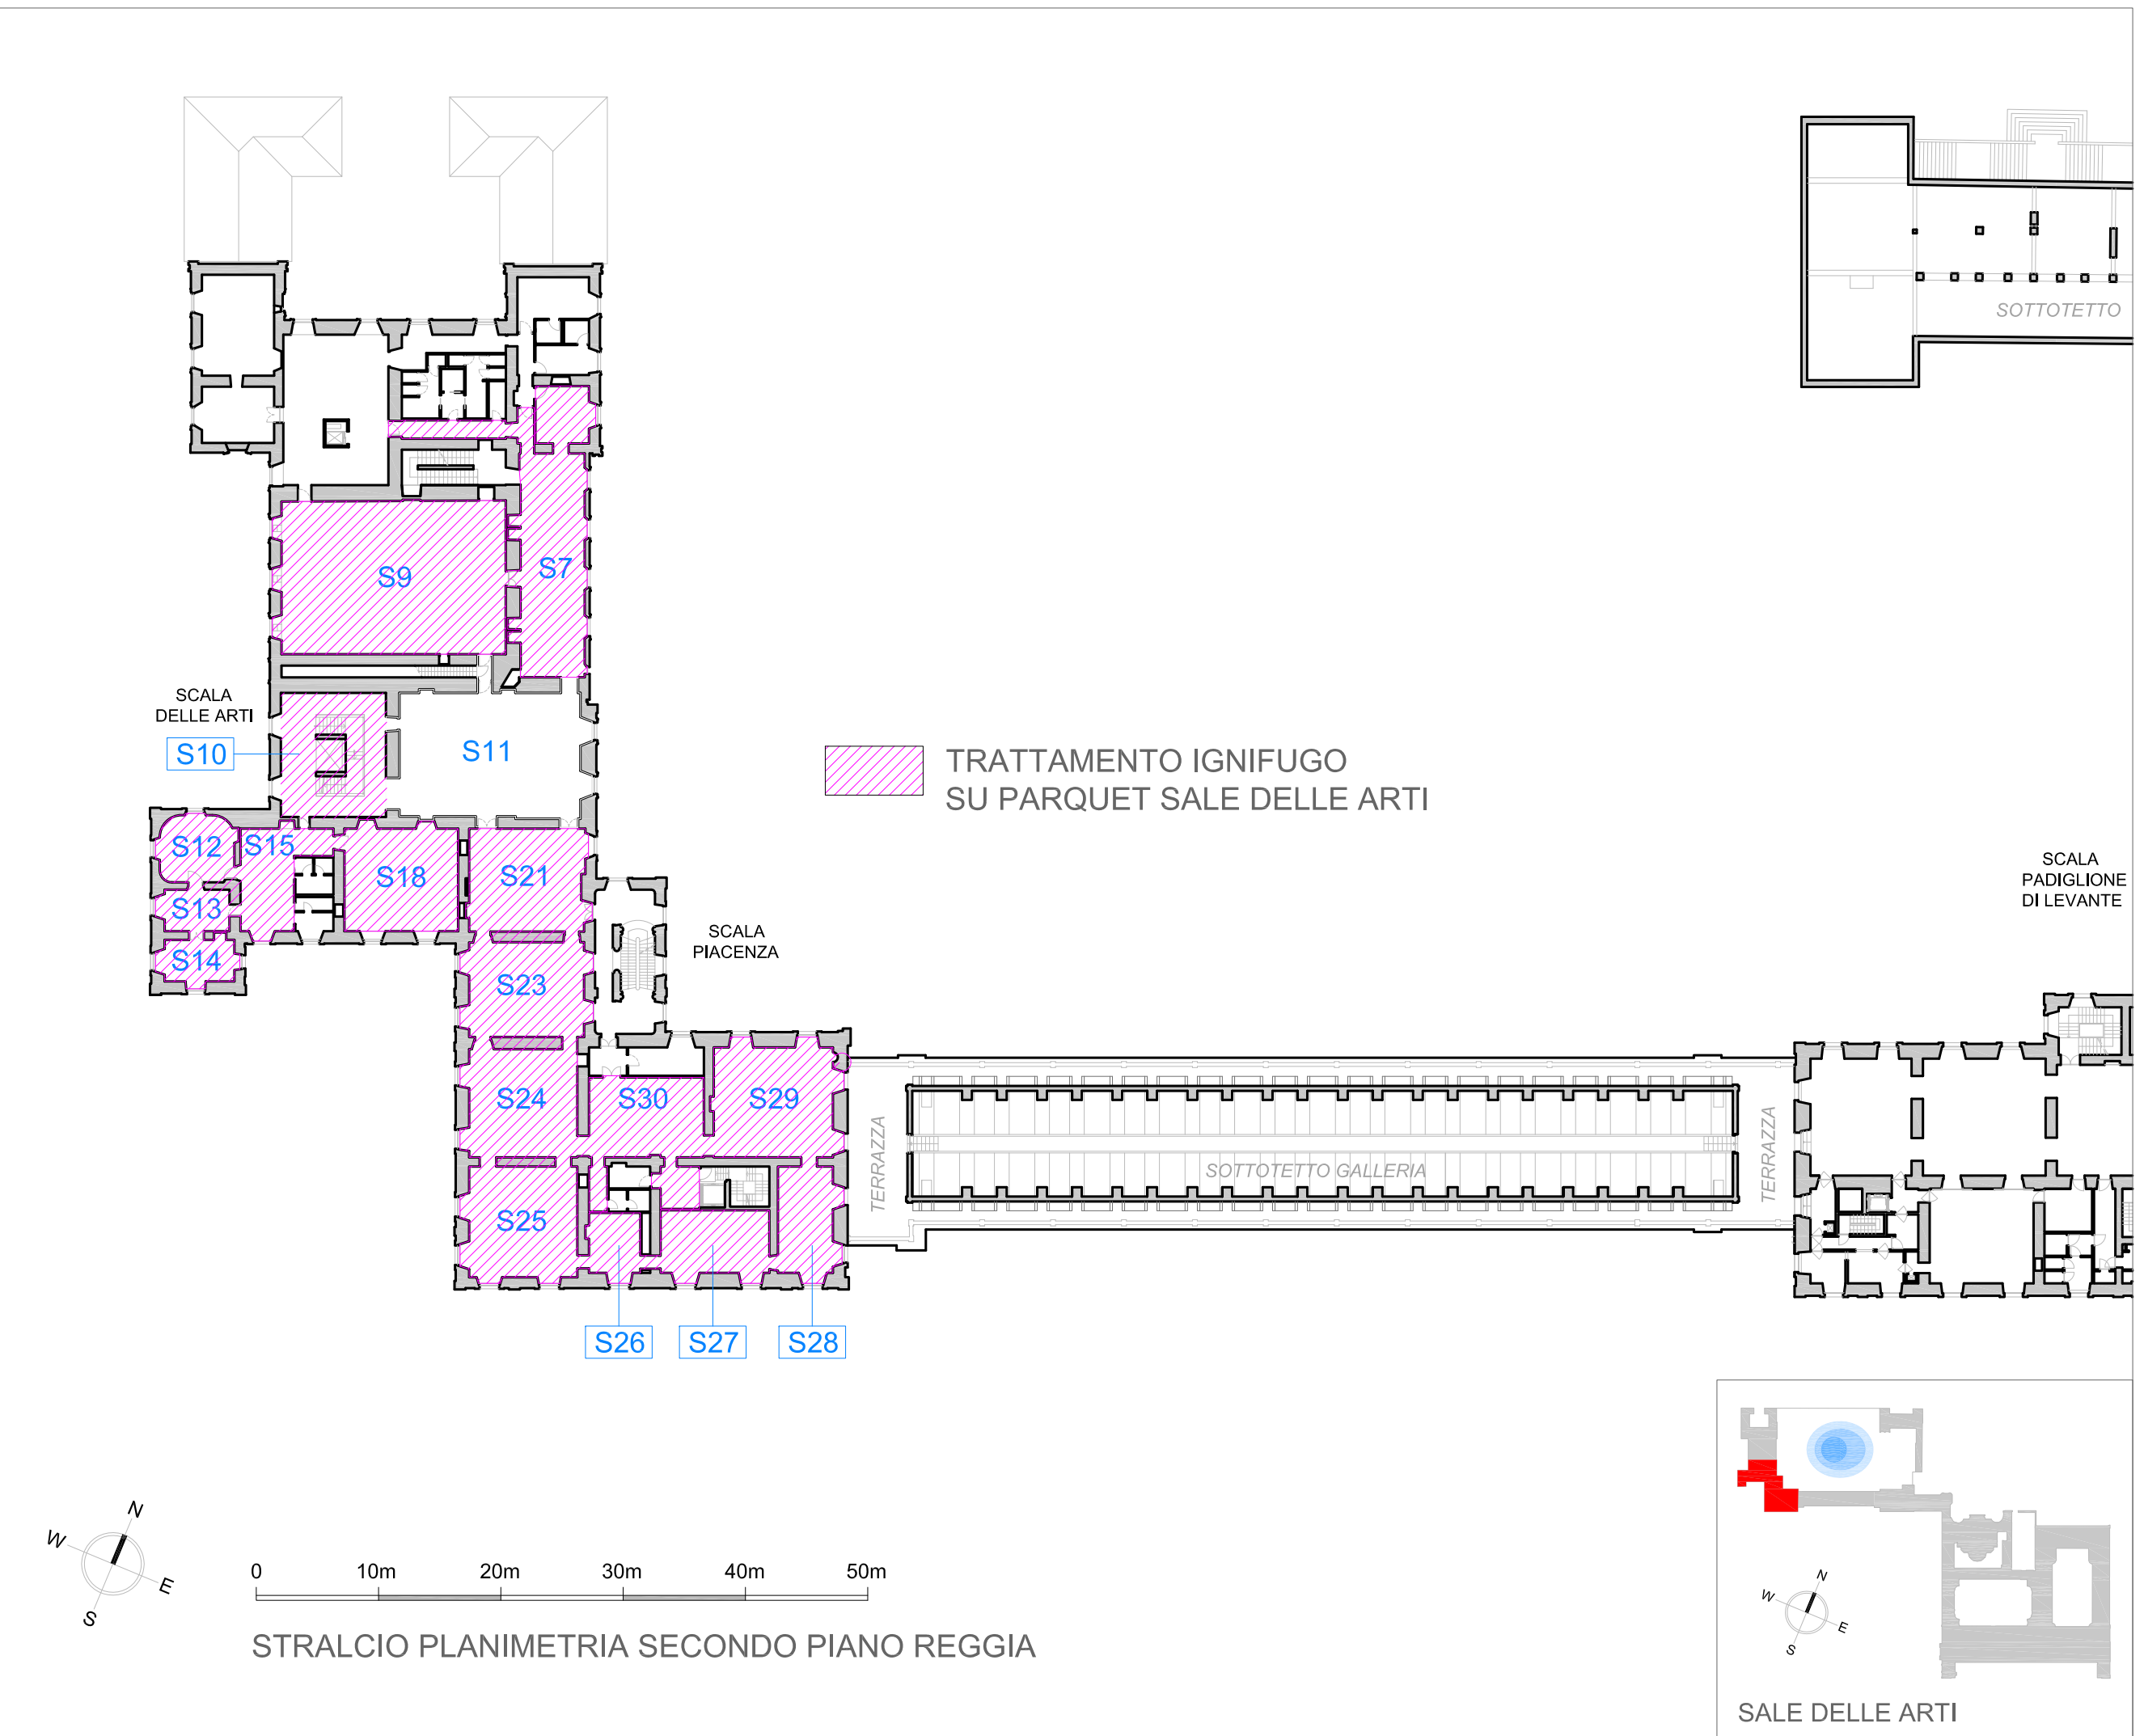 SOTTOTETTO
S9
S7
SCALA
DELLE ARTI
S10
S11
TRATTAMENTO IGNIFUGO
SU PARQUET SALE DELLE ARTI
S12
S15
S18
S21
S13
S14
S23
SCALA
PIACENZA
SCALA
PADIGLIONE
DI LEVANTE
S24
S30
S29
S25
TERRAZZA
SOTTOTETTO GALLERIA
TERRAZZA
S26
S27
S28
N
W
E
S
0 10m 20m 30m 40m 50m
STRALCIO PLANIMETRIA SECONDO PIANO REGGIA
N
W
E
S
SALE DELLE ARTI